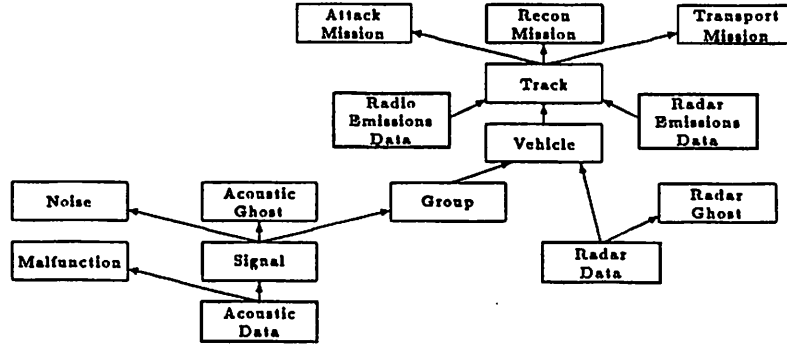 Attack
Mission
Recon
Mission
Transport
Mission
Track
Radio
Emissions
Data
Radar
Emissions
Data
Vehicle
Noise
Acoustic
Ghost
Group
Radar
Ghost
Malfunction
Signal
Radar
Data
Acoustic
Data